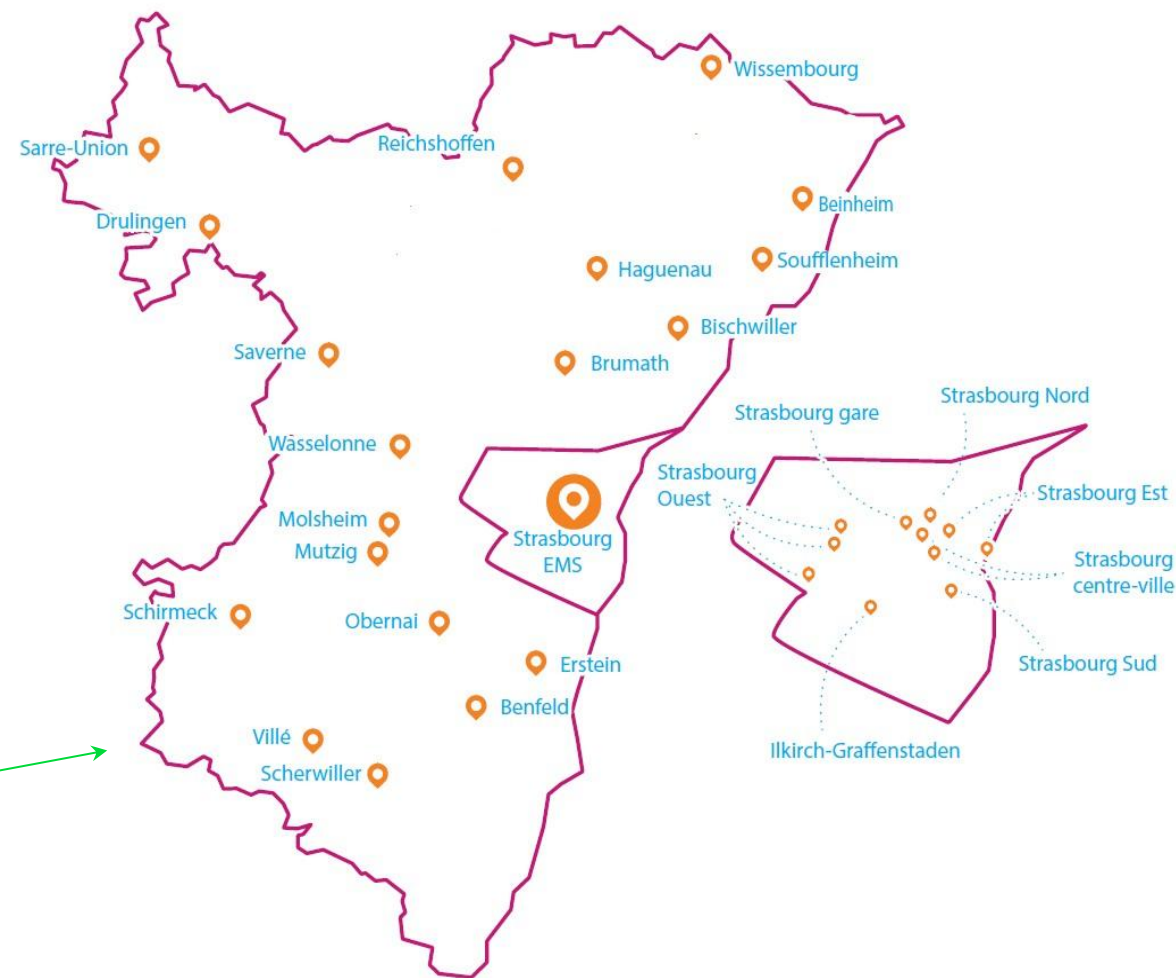 Wissembourg
Reichshoffen
Sarre-Union
Beinheim
Drulingen
Soufflenheim
Haguenau
Bischwiller
Saverne
Brumath
Strasbourg Nord
Strasbourg gare
Wasselonne
Strasbourg
Ouest
Strasbourg Est
Molsheim
Strasbourg
EMS
Mutzig
Strasbourg
centre-ville
Schirmeck
Obernai
Erstein
Strasbourg Sud
Benfeld
Villé
Ilkirch-Graffenstaden
Scherwiller